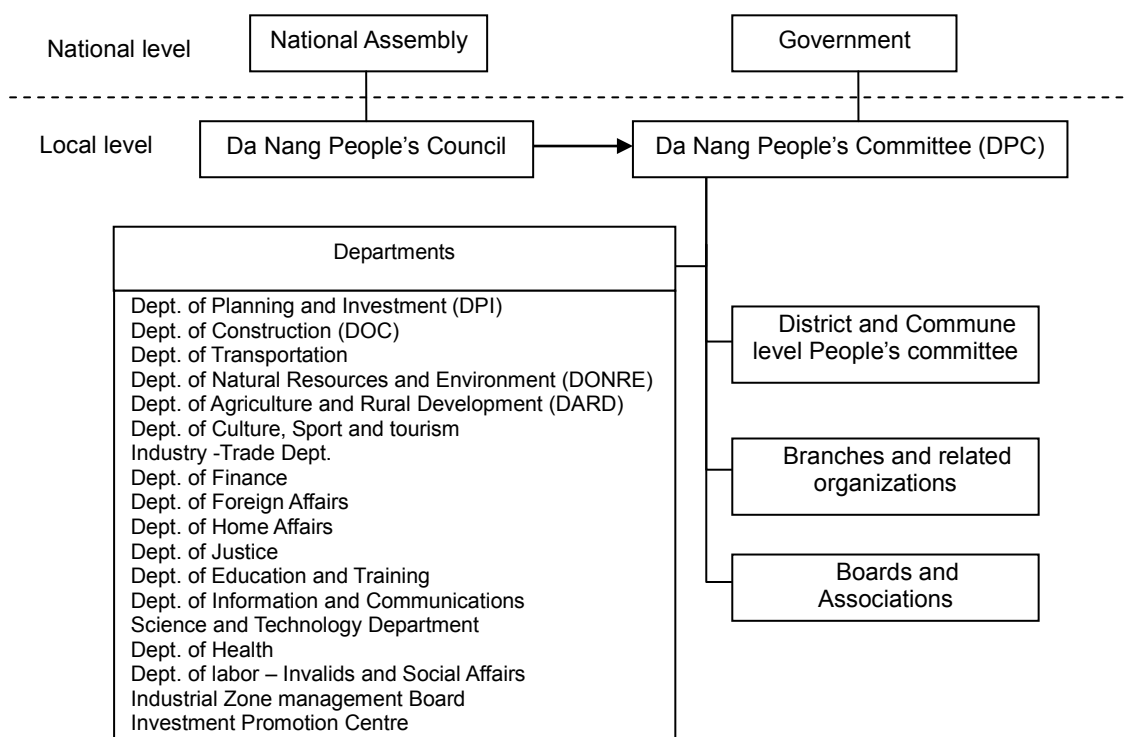 National level
National Assembly
Government
Local level
Da Nang People’s Council
Da Nang People’s Committee (DPC)
Departments
Dept. of Planning and Investment (DPI)
Dept. of Construction (DOC)
Dept. of Transportation
Dept. of Natural Resources and Environment (DONRE)
Dept. of Agriculture and Rural Development (DARD)
Dept. of Culture, Sport and tourism
Industry -Trade Dept.
Dept. of Finance
Dept. of Foreign Affairs
Dept. of Home Affairs
Dept. of Justice
Dept. of Education and Training
Dept. of Information and Communications
Science and Technology Department
Dept. of Health
Dept. of labor – Invalids and Social Affairs
Industrial Zone management Board
Investment Promotion Centre
District and Commune
level People’s committee
Branches and related
organizations
Boards and
Associations